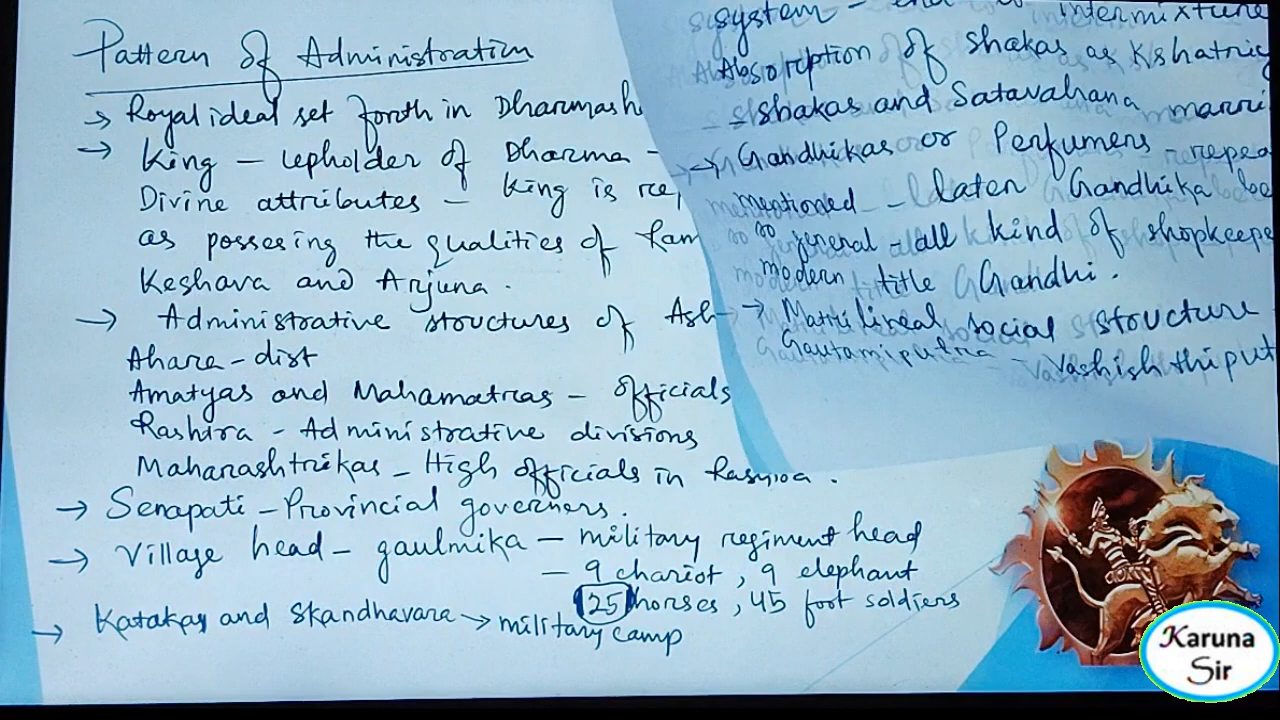 Pattern of Administration
→ Royal ideal set forth in Dharmash
→ King – upholder of Dharma –
Divine attributes – King is rep
as possesing the qualities of Ram
Keshava and Arjuna.
→ Administrative structures of Ash
Ahara – dist
Amatyas and Mahamatras – officials
Rashtra – Administrative divisions
Maharashtrikas – High officials in
→ Senapati – Provincial governers.
→ Village head – gaulmika – military regiment head
– 9 chariot, 9 elephant
25 horses, 45 foot soldiers
→ Katakas and Skandhavara → military camp
system – intermixture
Absorption of shakas as Kshatriy
– Shakas and Satavahana marri
→ Gandhikas or Perfumers – repea
mentioned – later Gandhika be
so general – all kind of shopkeepe
modern title Gandhi.
→ Matrilineal social structure
Gautamiputra – Vashishthiput
Karuna
Sir